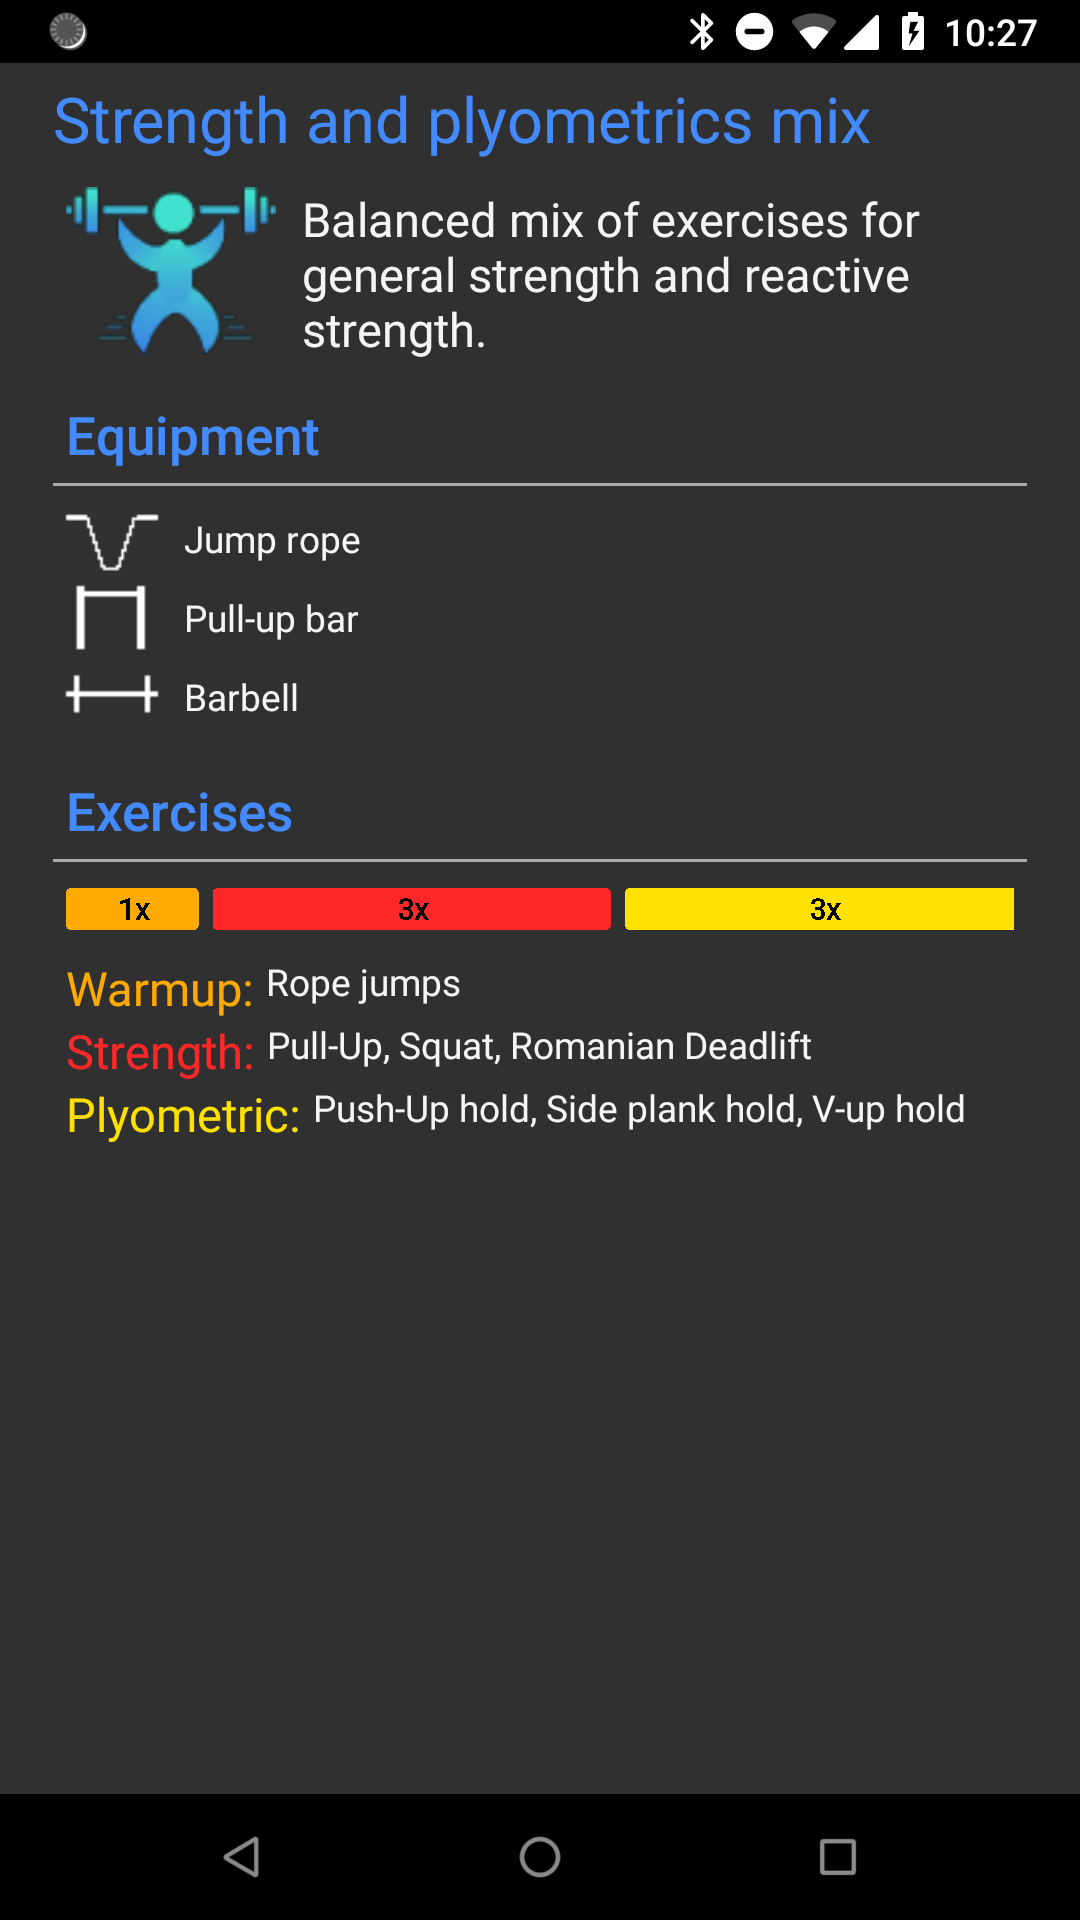 10:27
Strength and plyometrics mix
Balanced mix of exercises for
general strength and reactive
strength.
Equipment
Jump rope
Pull-up bar
Barbell
Exercises
1x 3x 3x
Warmup: Rope jumps
Strength: Pull-Up, Squat, Romanian Deadlift
Plyometric: Push-Up hold, Side plank hold, V-up hold